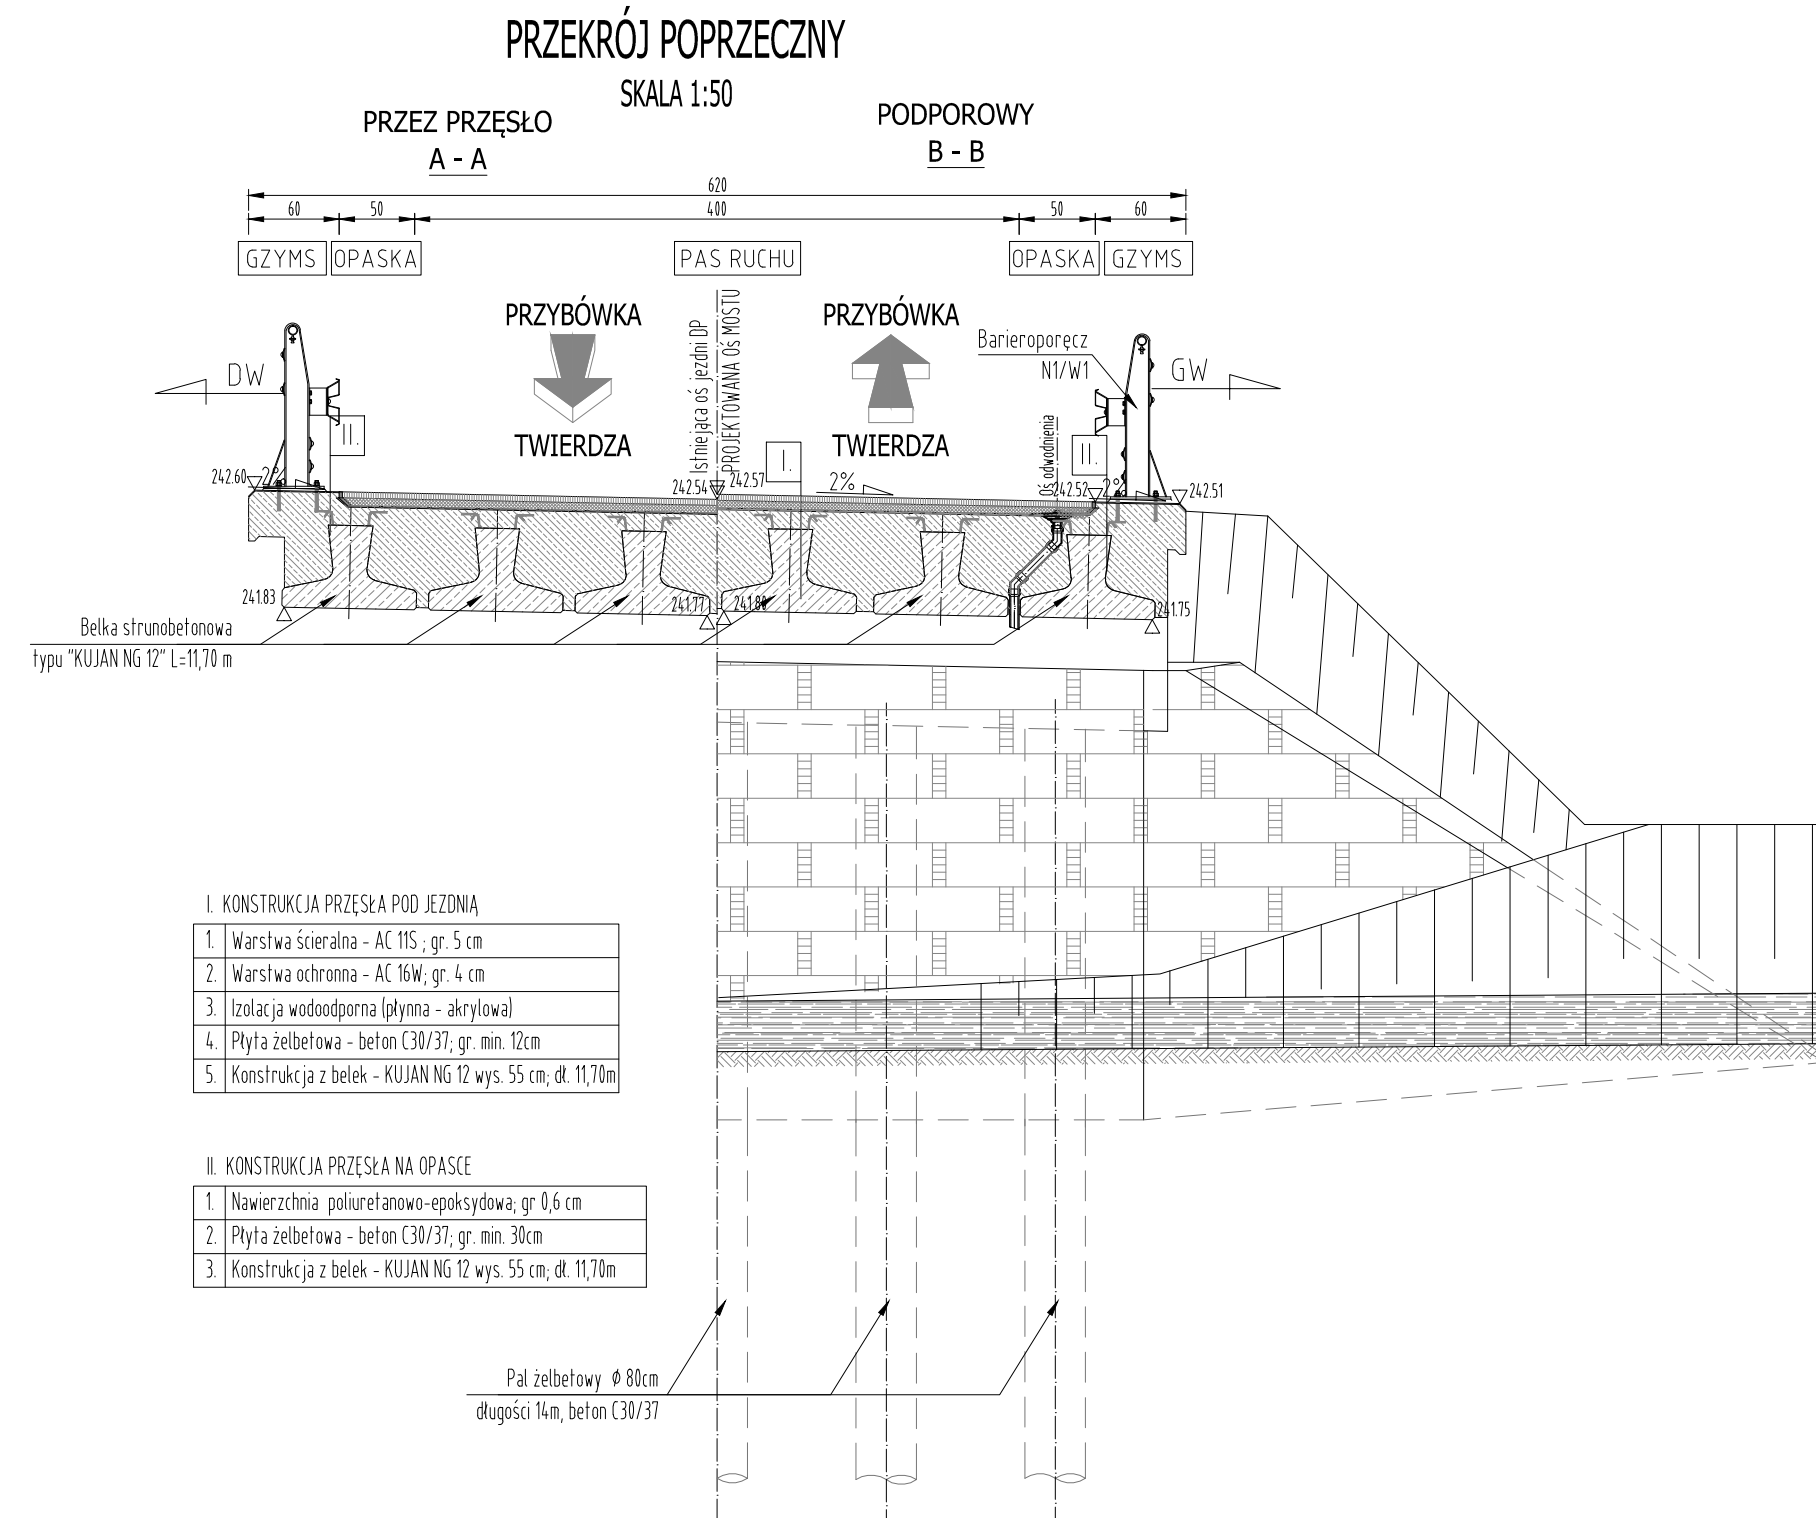 PRZEKRÓJ POPRZECZNY
SKALA 1:50
PRZEZ PRZĘSŁO
A - A
PODPOROWY
B - B
620
60
50
400
50
60
GZYMS
OPASKA
PAS RUCHU
OPASKA
GZYMS
PRZYBÓWKA
TWIERDZA
Istniejąca oś jezdni DP
PROJEKTOWANA OŚ MOSTU
PRZYBÓWKA
TWIERDZA
Barieroporęcz
N1/W1
DW
GW
II.
I.
II.
Oś odwodnienia
242.60
2%
242.54
242.57
2%
242.52
2%
242.51
241.83
241.77
241.80
241.75
Belka strunobetonowa
typu "KUJAN NG 12" L=11,70 m
I. KONSTRUKCJA PRZĘSŁA POD JEZDNIĄ
1. Warstwa ścieralna - AC 11S ; gr. 5 cm
2. Warstwa ochronna - AC 16W; gr. 4 cm
3. Izolacja wodoodporna (płynna - akrylowa)
4. Płyta żelbetowa - beton C30/37; gr. min. 12cm
5. Konstrukcja z belek - KUJAN NG 12 wys. 55 cm; dł. 11,70m
II. KONSTRUKCJA PRZĘSŁA NA OPASCE
1. Nawierzchnia poliuretanowo-epoksydowa; gr 0,6 cm
2. Płyta żelbetowa - beton C30/37; gr. min. 30cm
3. Konstrukcja z belek - KUJAN NG 12 wys. 55 cm; dł. 11,70m
Pal żelbetowy Ø 80cm
długości 14m, beton C30/37